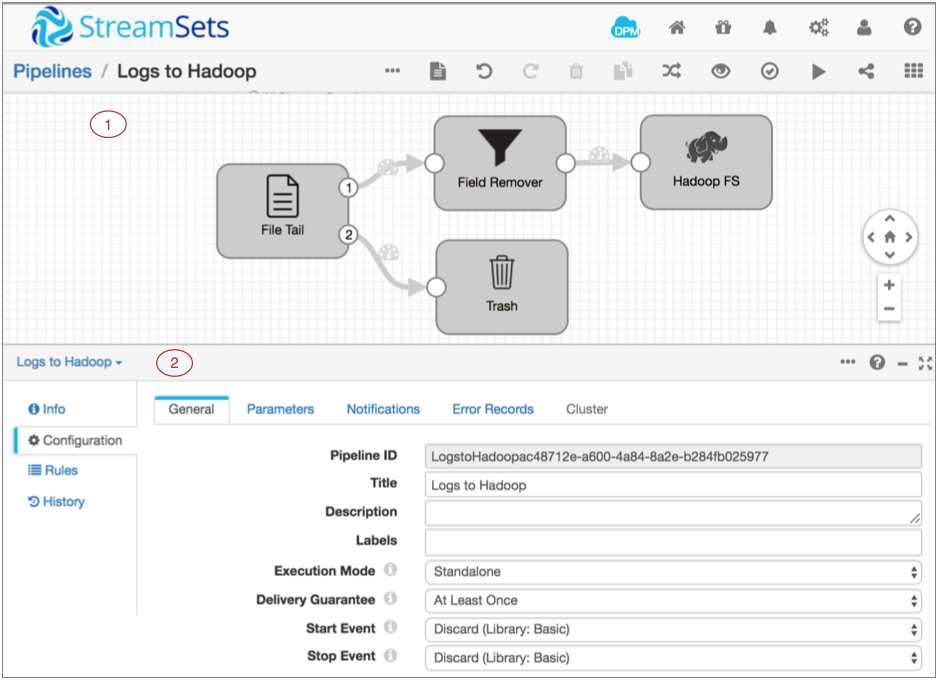 StreamSets
DPM
Pipelines / Logs to Hadoop
1
File Tail
1
2
Field Remover
Hadoop FS
Trash
Logs to Hadoop
2
Info
Configuration
Rules
History
General
Parameters
Notifications
Error Records
Cluster
Pipeline ID
LogstoHadoopac48712e-a600-4a84-8a2e-b284fb025977
Title
Logs to Hadoop
Description
Labels
Execution Mode
Standalone
Delivery Guarantee
At Least Once
Start Event
Discard (Library: Basic)
Stop Event
Discard (Library: Basic)